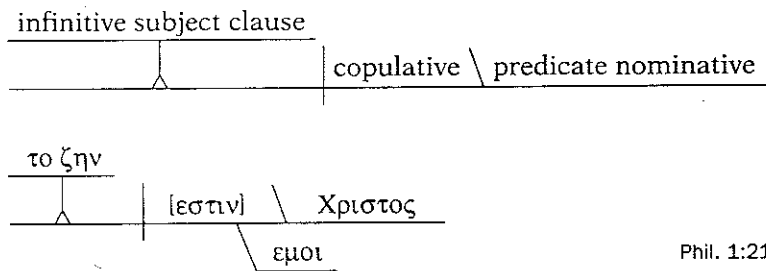 infinitive subject clause
copulative \ predicate nominative
το ζην
[εστιν] \ Χριστος
εμοι
Phil. 1:21